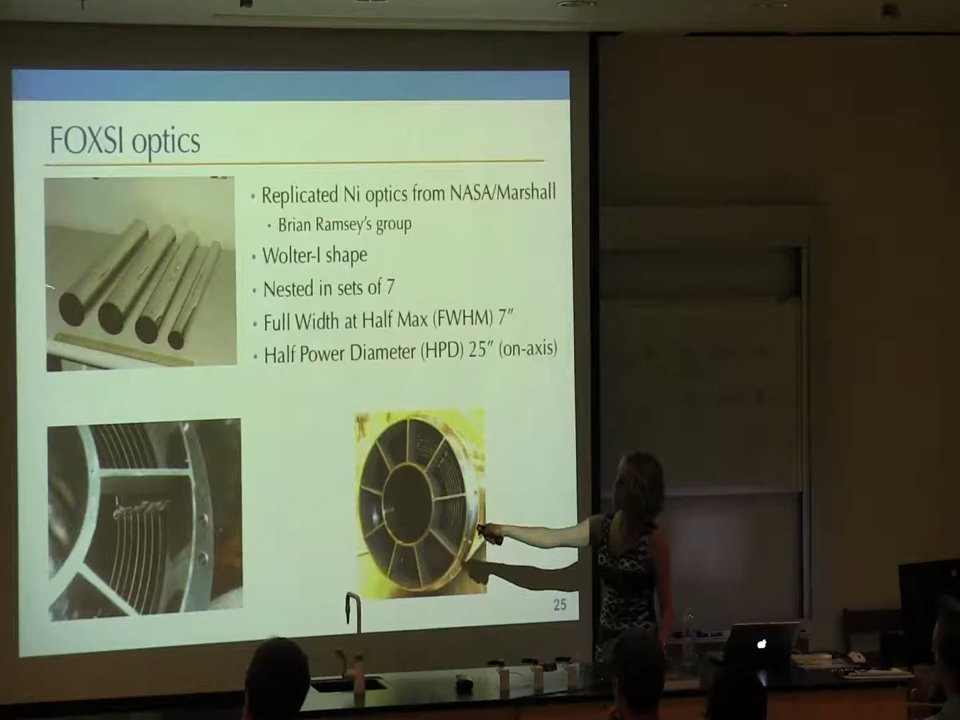 FOXSI optics
• Replicated Ni optics from NASA/Marshall
• Brian Ramsey's group
• Wolter-I shape
• Nested in sets of 7
• Full Width at Half Max (FWHM) 7"
• Half Power Diameter (HPD) 25" (on-axis)
25